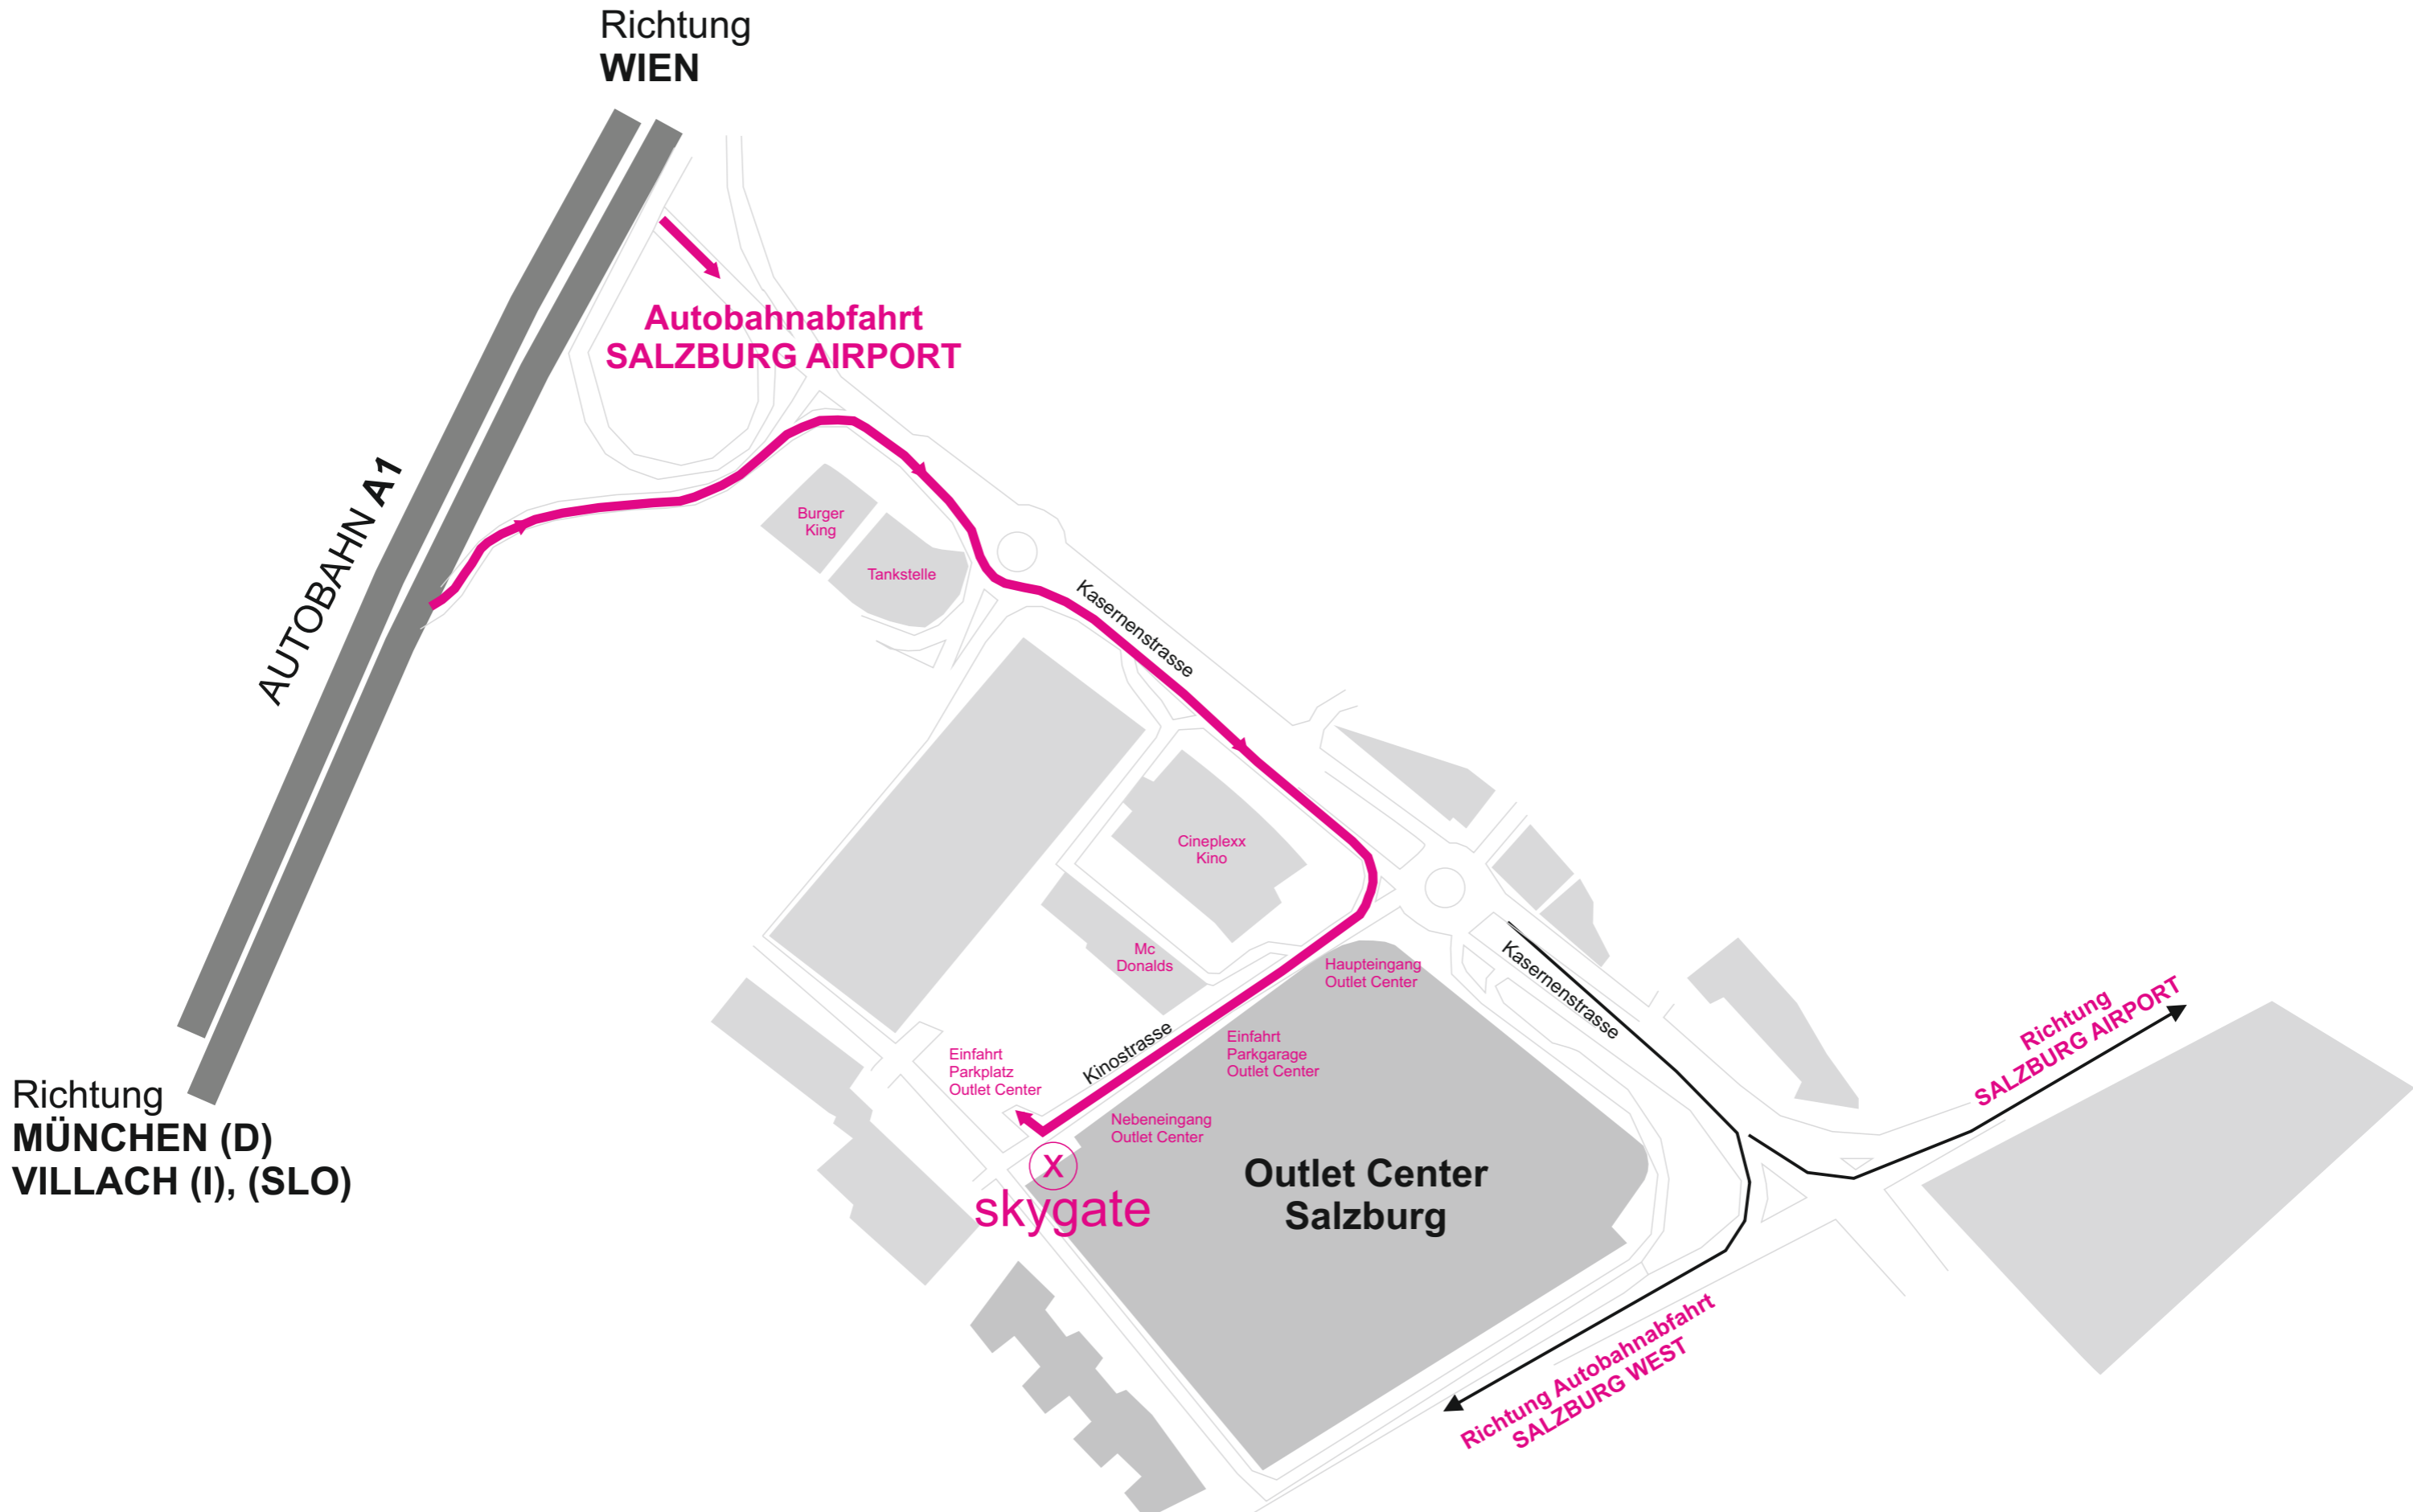 Richtung
WIEN
Autobahnabfahrt
SALZBURG AIRPORT
AUTOBAHN A1
Burger
King
Tankstelle
Kasernenstrasse
Cineplexx
Kino
Mc
Donalds
Haupteingang
Outlet Center
Kasernenstrasse
Richtung
SALZBURG AIRPORT
Einfahrt
Parkplatz
Outlet Center
Kinostrasse
Einfahrt
Parkgarage
Outlet Center
Nebeneingang
Outlet Center
Richtung
MÜNCHEN (D)
VILLACH (I), (SLO)
x
skygate
Outlet Center
Salzburg
Richtung Autobahnabfahrt
SALZBURG WEST